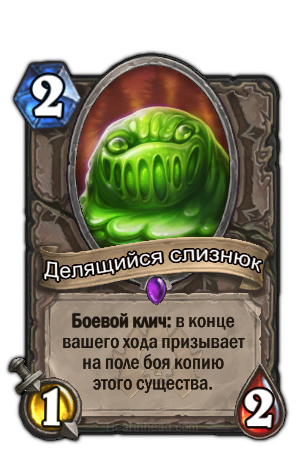 2
Делящийся слизнюк
Боевой клич: в конце
вашего хода призывает
на поле боя копию
этого существа.
1
2